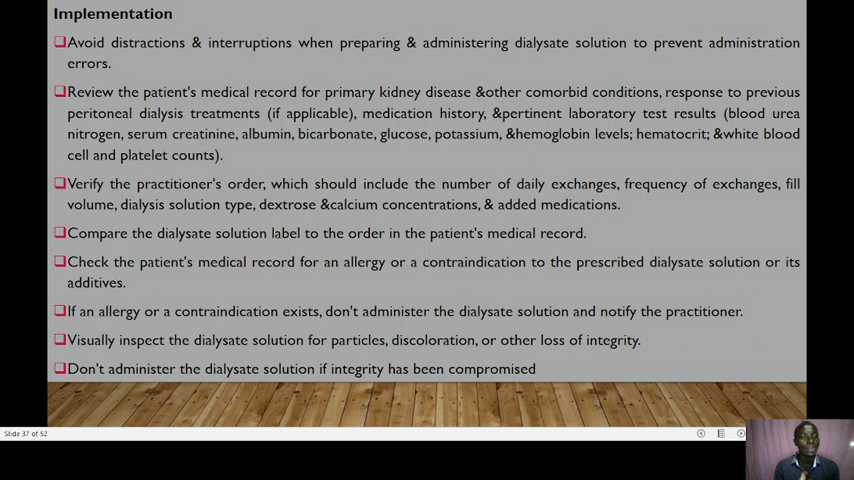 Implementation
❑Avoid distractions & interruptions when preparing & administering dialysate solution to prevent administration
errors.
❑Review the patient's medical record for primary kidney disease &other comorbid conditions, response to previous
peritoneal dialysis treatments (if applicable), medication history, &pertinent laboratory test results (blood urea
nitrogen, serum creatinine, albumin, bicarbonate, glucose, potassium, &hemoglobin levels; hematocrit; &white blood
cell and platelet counts).
❑Verify the practitioner's order, which should include the number of daily exchanges, frequency of exchanges, fill
volume, dialysis solution type, dextrose &calcium concentrations, & added medications.
❑Compare the dialysate solution label to the order in the patient's medical record.
❑Check the patient's medical record for an allergy or a contraindication to the prescribed dialysate solution or its
additives.
❑If an allergy or a contraindication exists, don't administer the dialysate solution and notify the practitioner.
❑Visually inspect the dialysate solution for particles, discoloration, or other loss of integrity.
❑Don't administer the dialysate solution if integrity has been compromised
Slide 37 of 52